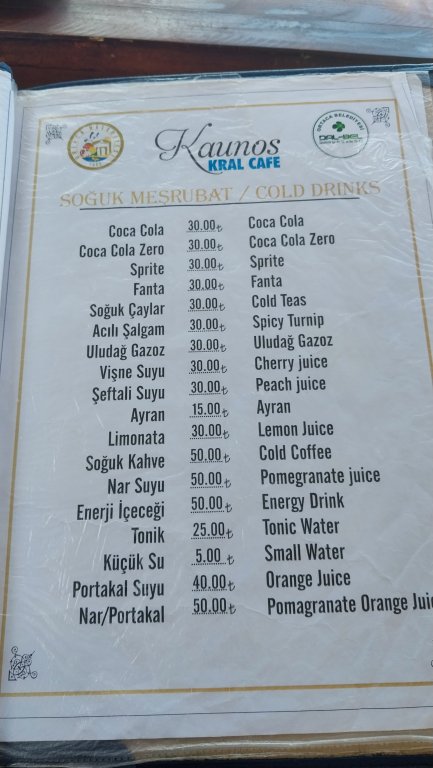 Kaunos
KRAL CAFE
ORTACA BELEDİYESİ
DAL-BEL
SOĞUK MEŞRUBAT / COLD DRINKS
Coca Cola 30.00₺ Coca Cola
Coca Cola Zero 30.00₺ Coca Cola Zero
Sprite 30.00₺ Sprite
Fanta 30.00₺ Fanta
Soğuk Çaylar 30.00₺ Cold Teas
Acılı Şalgam 30.00₺ Spicy Turnip
Uludağ Gazoz 30.00₺ Uludağ Gazoz
Vişne Suyu 30.00₺ Cherry juice
Şeftali Suyu 30.00₺ Peach juice
Ayran 15.00₺ Ayran
Limonata 30.00₺ Lemon Juice
Soğuk Kahve 50.00₺ Cold Coffee
Nar Suyu 50.00₺ Pomegranate juice
Enerji İçeceği 50.00₺ Energy Drink
Tonik 25.00₺ Tonic Water
Küçük Su 5.00 ₺ Small Water
Portakal Suyu 40.00₺ Orange Juice
Nar/Portakal 50.00₺ Pomagranate Orange Jui